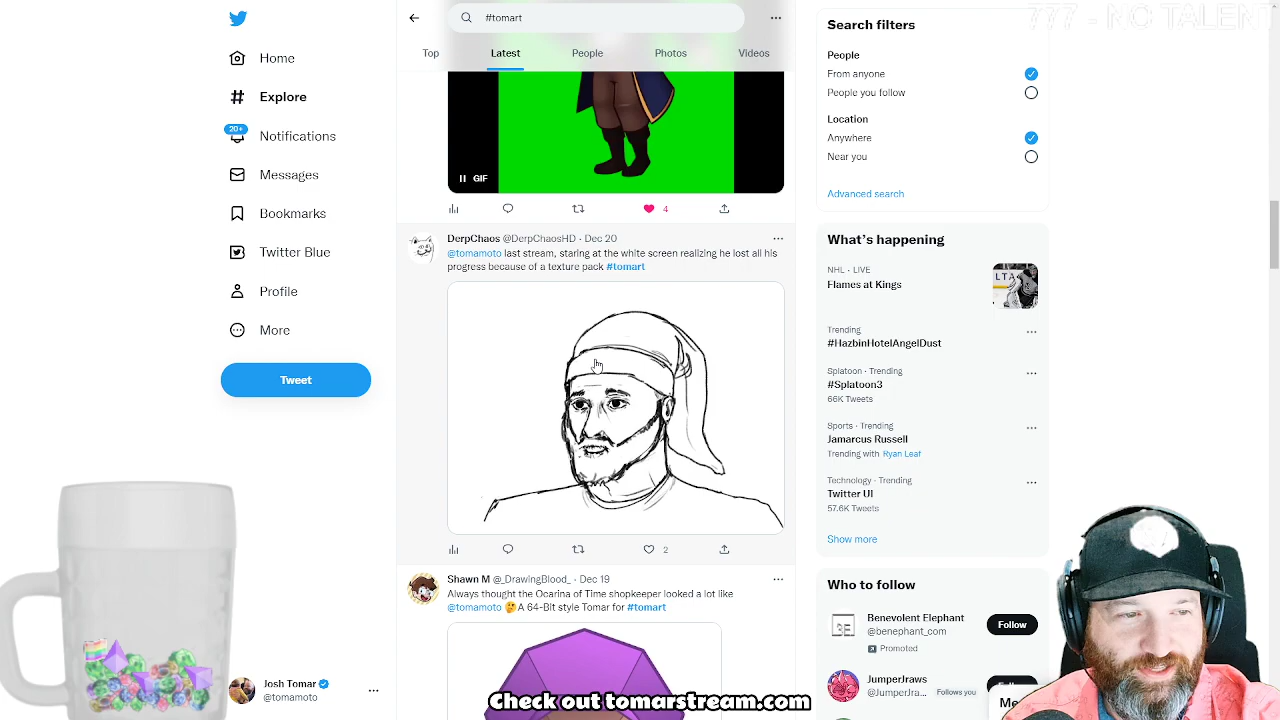 777 - NO TALENT
#tomart
Top
Latest
People
Photos
Videos
Home
Explore
20+
Notifications
Messages
Bookmarks
Twitter Blue
Profile
More
Tweet
GIF
4
DerpChaos @DerpChaosHD · Dec 20
@tomamoto last stream, staring at the white screen realizing he lost all his
progress because of a texture pack #tomart
2
Shawn M @_DrawingBlood_ · Dec 19
Always thought the Ocarina of Time shopkeeper looked a lot like
@tomamoto 🤔A 64-Bit style Tomar for #tomart
Search filters
People
From anyone
People you follow
Location
Anywhere
Near you
Advanced search
What's happening
NHL · LIVE
Flames at Kings
Trending
#HazbinHotelAngelDust
Splatoon · Trending
#Splatoon3
66K Tweets
Sports · Trending
Jamarcus Russell
Trending with Ryan Leaf
Technology · Trending
Twitter UI
57.6K Tweets
Show more
Who to follow
Benevolent Elephant
@benephant_com
Promoted
Follow
JumperJraws
@JumperJra... Follows you
Josh Tomar
@tomamoto
Check out tomarstream.com